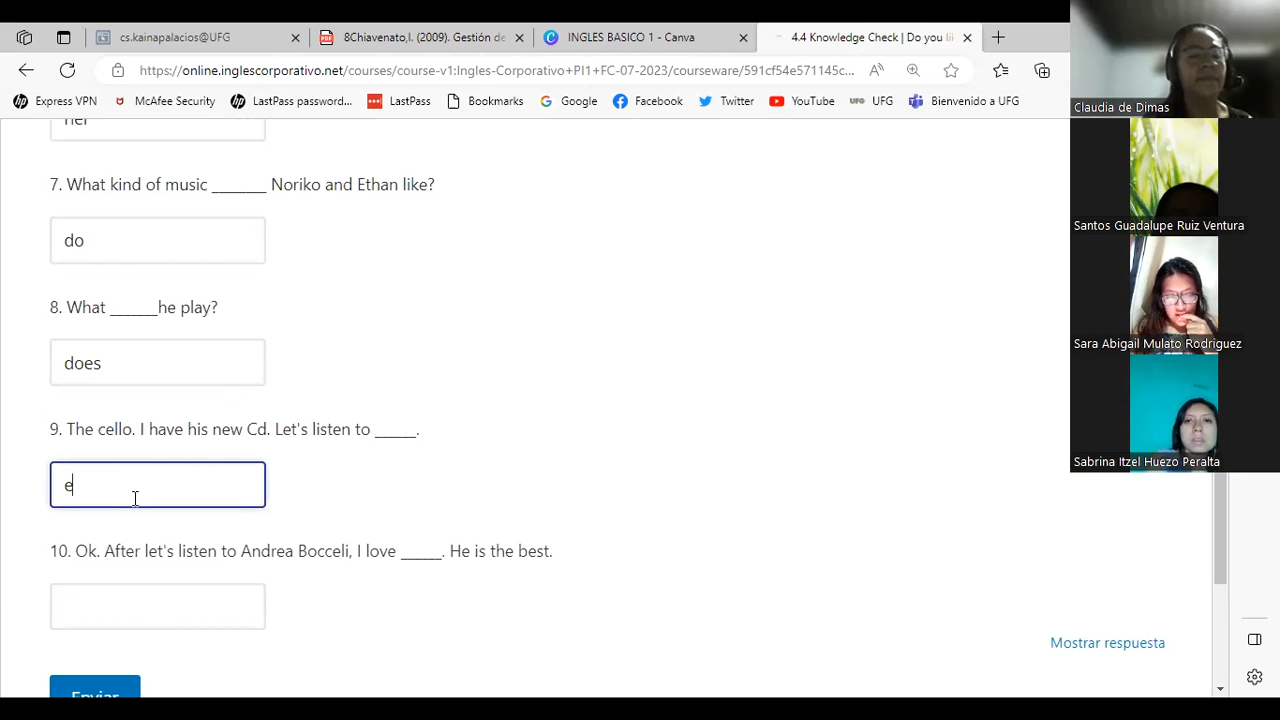 cs.kainapalacios@UFG
8Chiavenato,I. (2009). Gestión de
INGLES BASICO 1 - Canva
4.4 Knowledge Check | Do you li
https://online.inglescorporativo.net/courses/course-v1:Ingles-Corporativo+PI1+FC-07-2023/courseware/591cf54e571145c...
Express VPN
McAfee Security
LastPass password...
LastPass
Bookmarks
Google
Facebook
Twitter
YouTube
UFG
Bienvenido a UFG
her
7. What kind of music _______ Noriko and Ethan like?
do
8. What ______he play?
does
9. The cello. I have his new Cd. Let's listen to _____.
e
10. Ok. After let's listen to Andrea Bocceli, I love _____. He is the best.
Mostrar respuesta
Enviar
Claudia de Dimas
Santos Guadalupe Ruiz Ventura
Sara Abigail Mulato Rodriguez
Sabrina Itzel Huezo Peralta